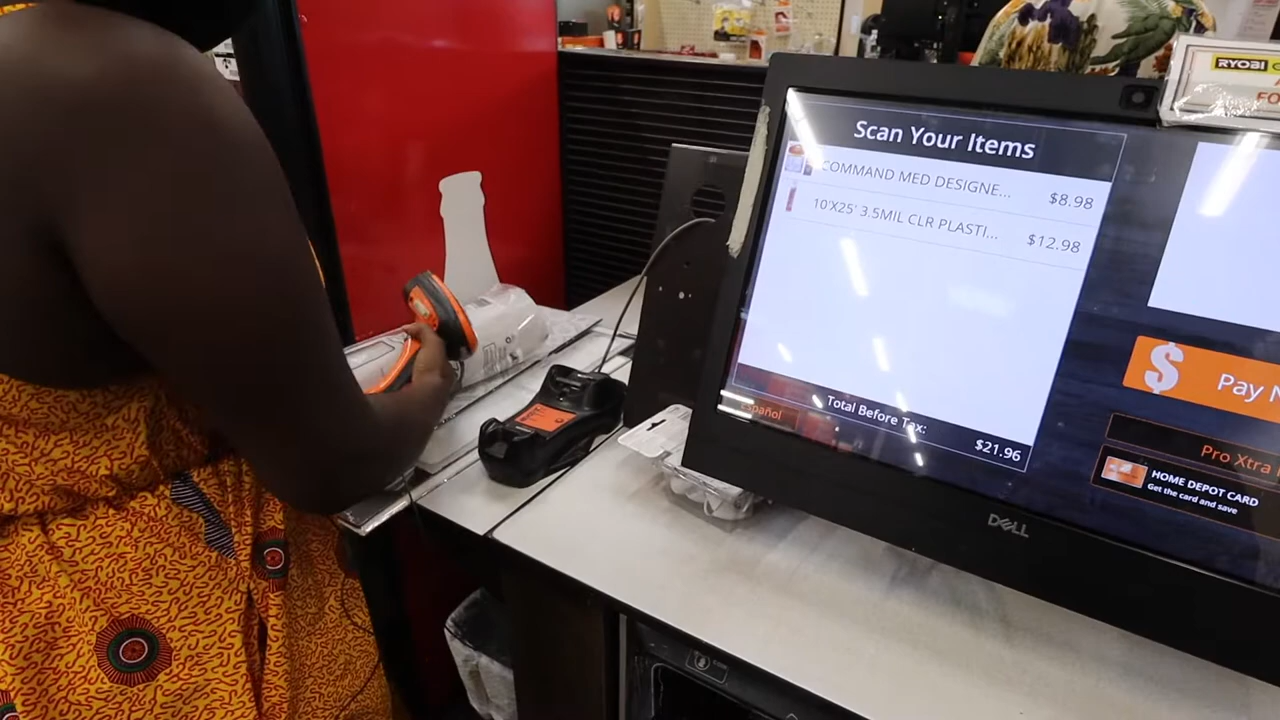 Scan Your Items
COMMAND MED DESIGNE... $8.98
10'X25' 3.5MIL CLR PLASTI... $12.98
Total Before Tax: $21.96
Español
Pay
Pro Xtra
HOME DEPOT CARD
Get the card and save
DELL
RYOBI